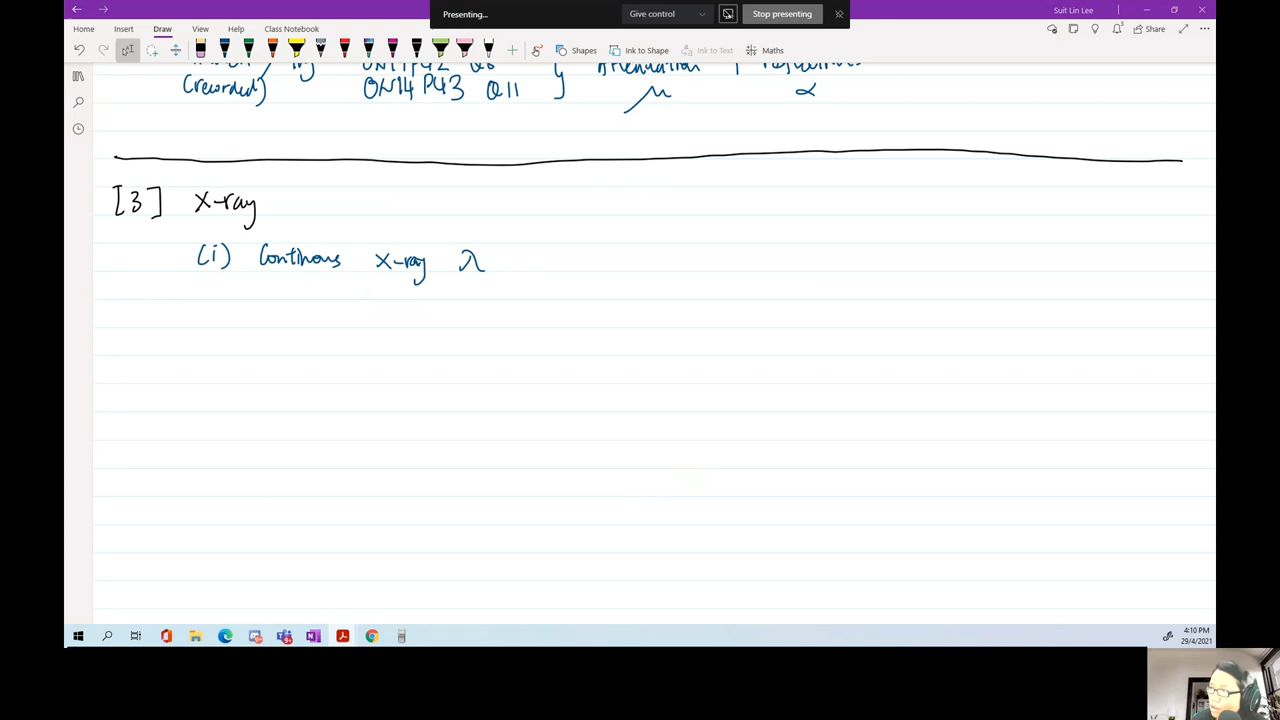 Presenting...
Give control
Stop presenting
Suit Lin Lee
Home Insert Draw View Help Class Notebook
Share
Shapes
Ink to Shape
Ink to Text
Maths
(recorded) ON14 P43 Q11 μ α
[3] X-ray
(i) Continous X-ray λ
4:10 PM
29/4/2021